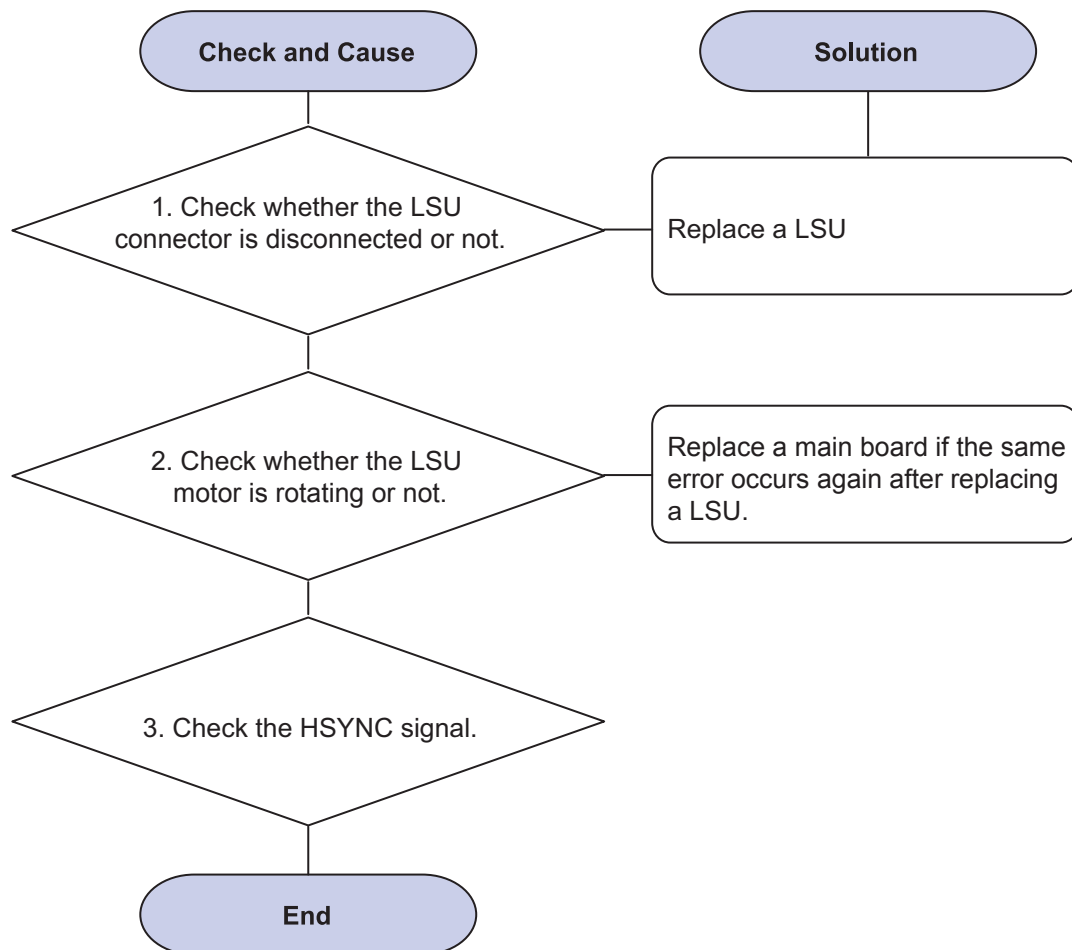 Check and Cause
Solution
1. Check whether the LSU
connector is disconnected or not.
Replace a LSU
2. Check whether the LSU
motor is rotating or not.
Replace a main board if the same
error occurs again after replacing
a LSU.
3. Check the HSYNC signal.
End